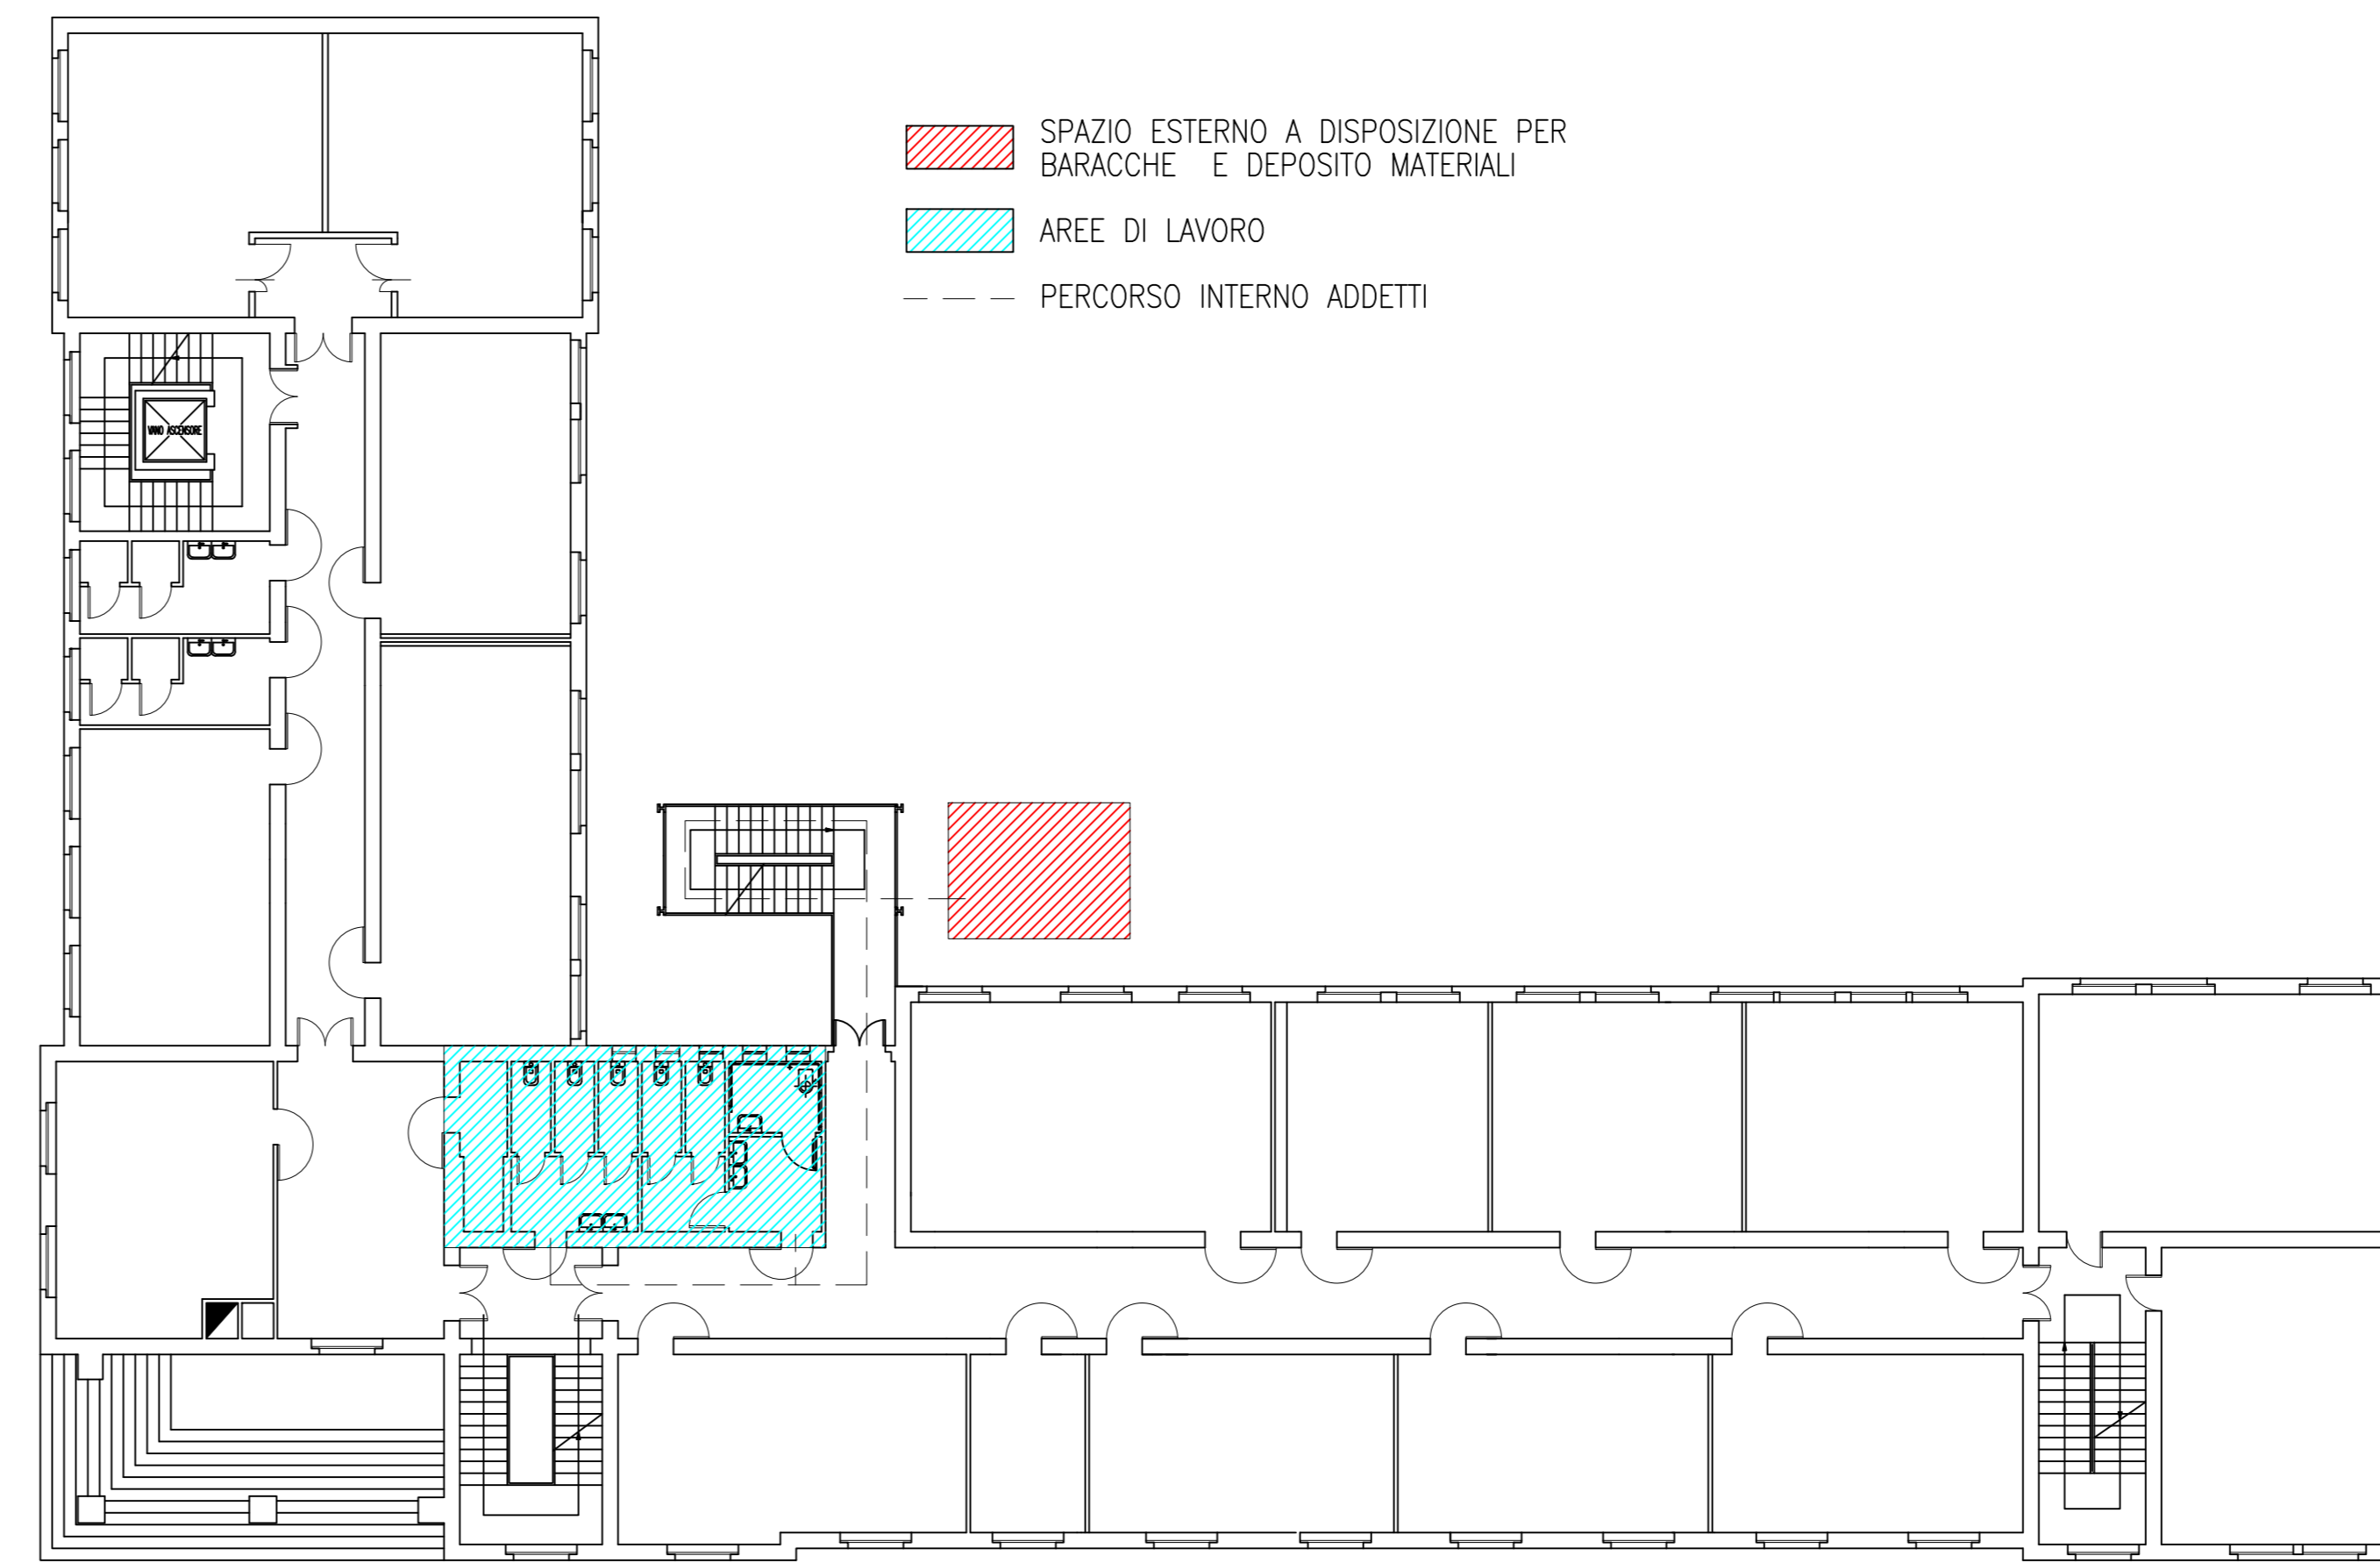 SPAZIO ESTERNO A DISPOSIZIONE PER
BARACCHE E DEPOSITO MATERIALI
AREE DI LAVORO
PERCORSO INTERNO ADDETTI
VANO ASCENSORE